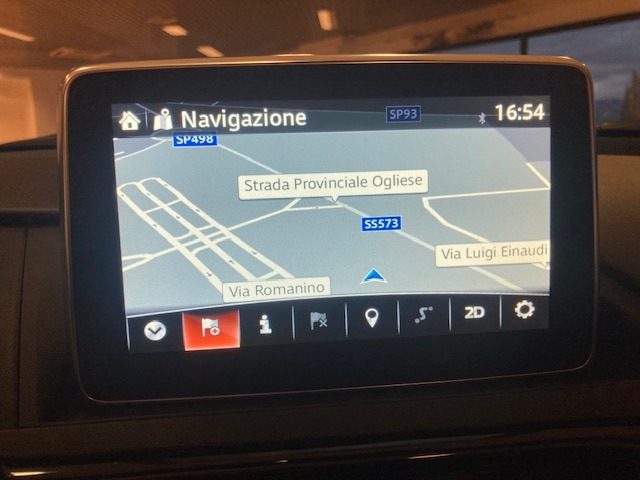 Navigazione
SP93
16:54
SP498
Strada Provinciale Ogliese
SS573
Via Luigi Einaudi
Via Romanino
2D